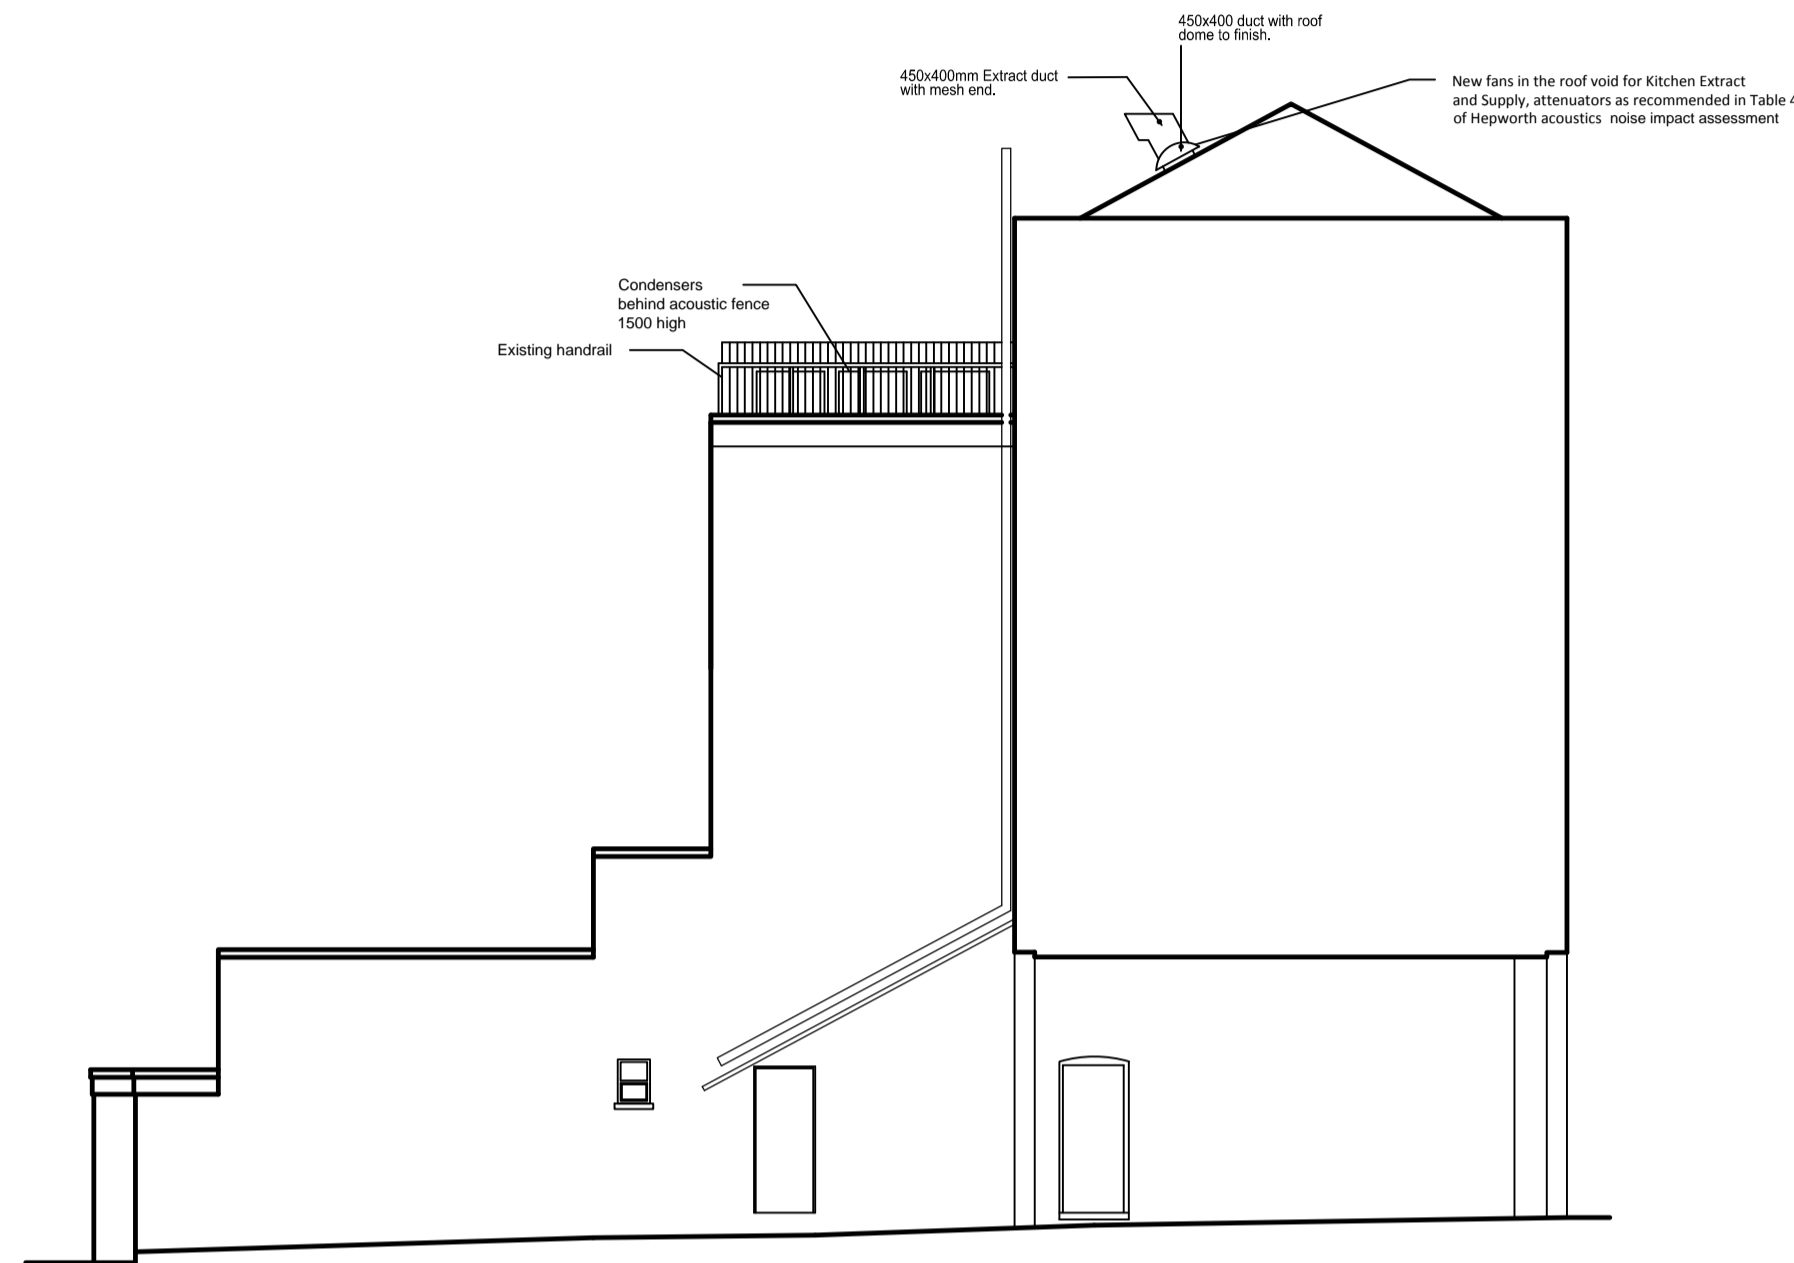 450x400 duct with roof
dome to finish.
450x400mm Extract duct
with mesh end.
New fans in the roof void for Kitchen Extract
and Supply, attenuators as recommended in Table 4
of Hepworth acoustics noise impact assessment
Condensers
behind acoustic fence
1500 high
Existing handrail